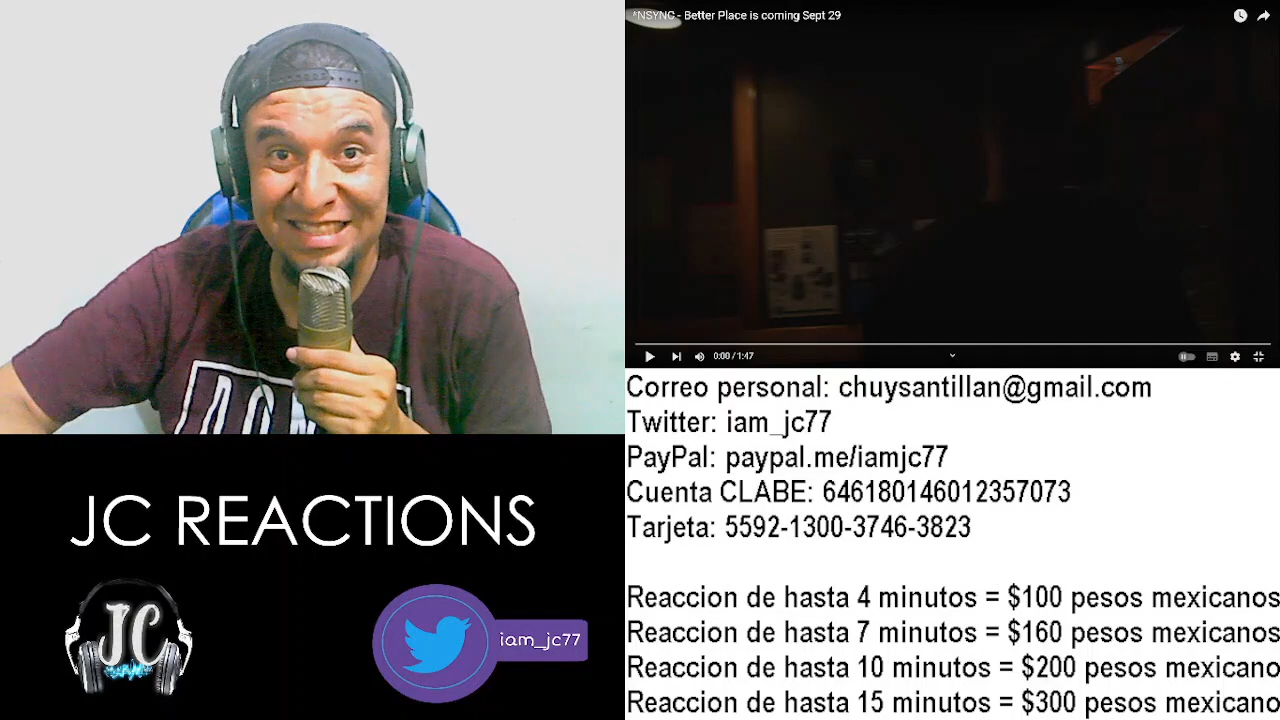 *NSYNC - Better Place is coming Sept 29
0:00 / 1:47
Correo personal: chuysantillan@gmail.com
Twitter: iam_jc77
PayPal: paypal.me/iamjc77
Cuenta CLABE: 646180146012357073
Tarjeta: 5592-1300-3746-3823
JC REACTIONS
JC
iam_jc77
Reaccion de hasta 4 minutos = $100 pesos mexicanos
Reaccion de hasta 7 minutos = $160 pesos mexicanos
Reaccion de hasta 10 minutos = $200 pesos mexicano
Reaccion de hasta 15 minutos = $300 pesos mexicano